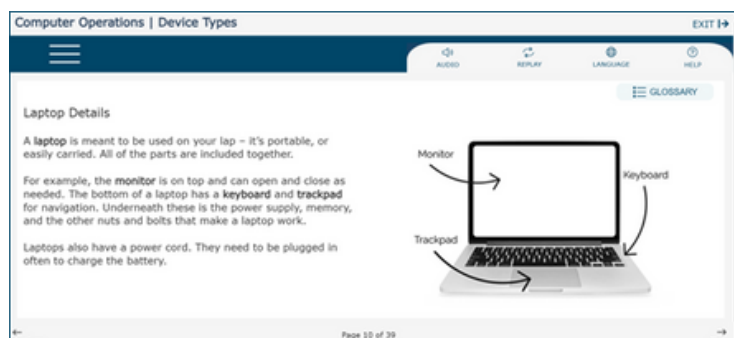 Computer Operations | Device Types
EXIT
AUDIO
REPLAY
LANGUAGE
HELP
GLOSSARY
Laptop Details
A laptop is meant to be used on your lap – it's portable, or
easily carried. All of the parts are included together.
For example, the monitor is on top and can open and close as
needed. The bottom of a laptop has a keyboard and trackpad
for navigation. Underneath these is the power supply, memory,
and the other nuts and bolts that make a laptop work.
Laptops also have a power cord. They need to be plugged in
often to charge the battery.
Monitor
Keyboard
Trackpad
Page 10 of 39